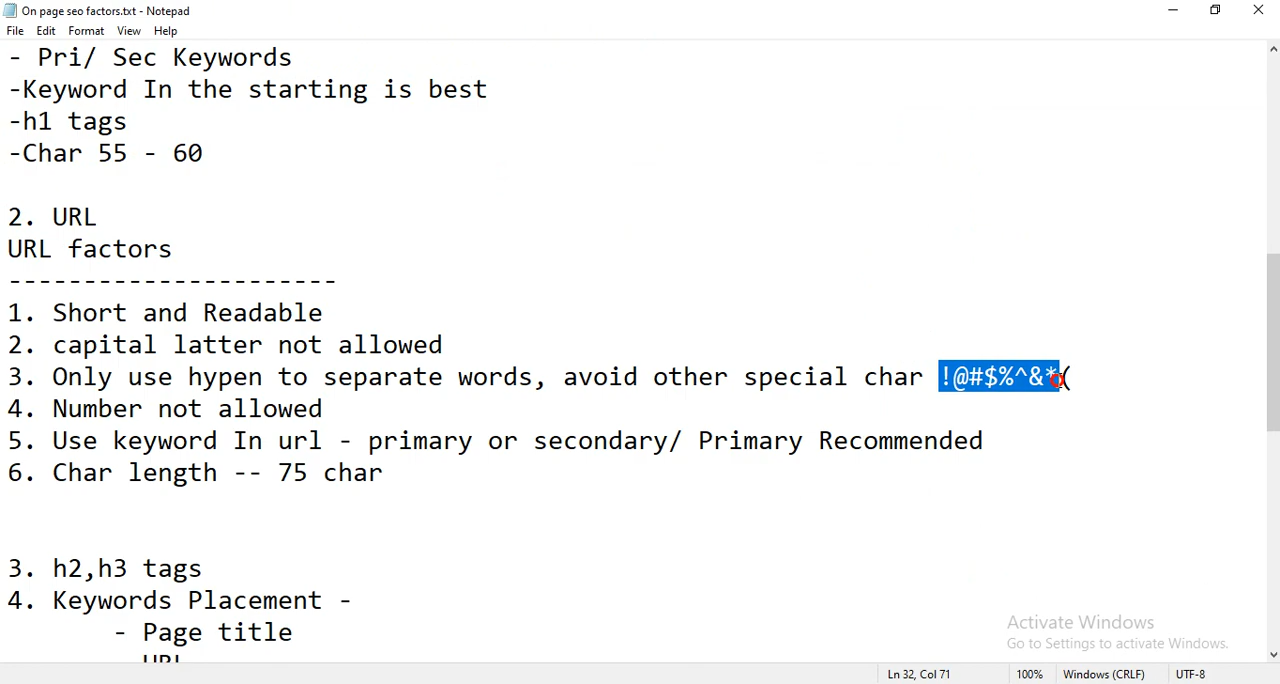 On page seo factors.txt - Notepad
File Edit Format View Help
- Pri/ Sec Keywords
-Keyword In the starting is best
-h1 tags
-Char 55 - 60
2. URL
URL factors
----------------------
1. Short and Readable
2. capital latter not allowed
3. Only use hypen to separate words, avoid other special char !@#$%^&*(
4. Number not allowed
5. Use keyword In url - primary or secondary/ Primary Recommended
6. Char length -- 75 char
3. h2,h3 tags
4. Keywords Placement -
- Page title
URL
Activate Windows
Go to Settings to activate Windows.
Ln 32, Col 71 100% Windows (CRLF) UTF-8